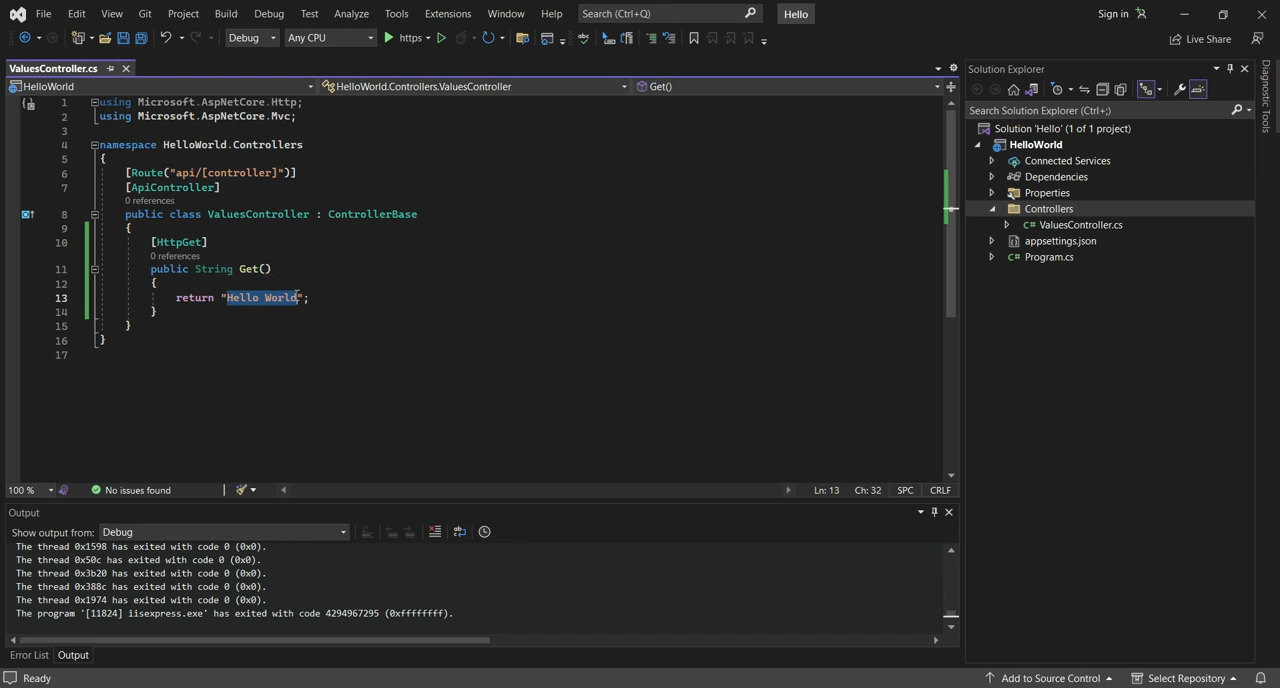 File Edit View Git Project Build Debug Test Analyze Tools Extensions Window Help Search (Ctrl+Q) Hello Sign in
Debug Any CPU https Live Share
ValuesController.cs
HelloWorld HelloWorld.Controllers.ValuesController Get()
1 using Microsoft.AspNetCore.Http;
2 using Microsoft.AspNetCore.Mvc;
3
4 namespace HelloWorld.Controllers
5 {
6 [Route("api/[controller]")]
7 [ApiController]
0 references
8 public class ValuesController : ControllerBase
9 {
10 [HttpGet]
0 references
11 public String Get()
12 {
13 return "Hello World";
14 }
15 }
16 }
17
100 % No issues found Ln: 13 Ch: 32 SPC CRLF
Output
Show output from: Debug
The thread 0x1598 has exited with code 0 (0x0).
The thread 0x50c has exited with code 0 (0x0).
The thread 0x3b20 has exited with code 0 (0x0).
The thread 0x388c has exited with code 0 (0x0).
The thread 0x1974 has exited with code 0 (0x0).
The program '[11824] iisexpress.exe' has exited with code 4294967295 (0xffffffff).
Error List Output
Solution Explorer
Search Solution Explorer (Ctrl+;)
Solution 'Hello' (1 of 1 project)
HelloWorld
Connected Services
Dependencies
Properties
Controllers
C# ValuesController.cs
appsettings.json
C# Program.cs
Diagnostic Tools
Ready Add to Source Control Select Repository